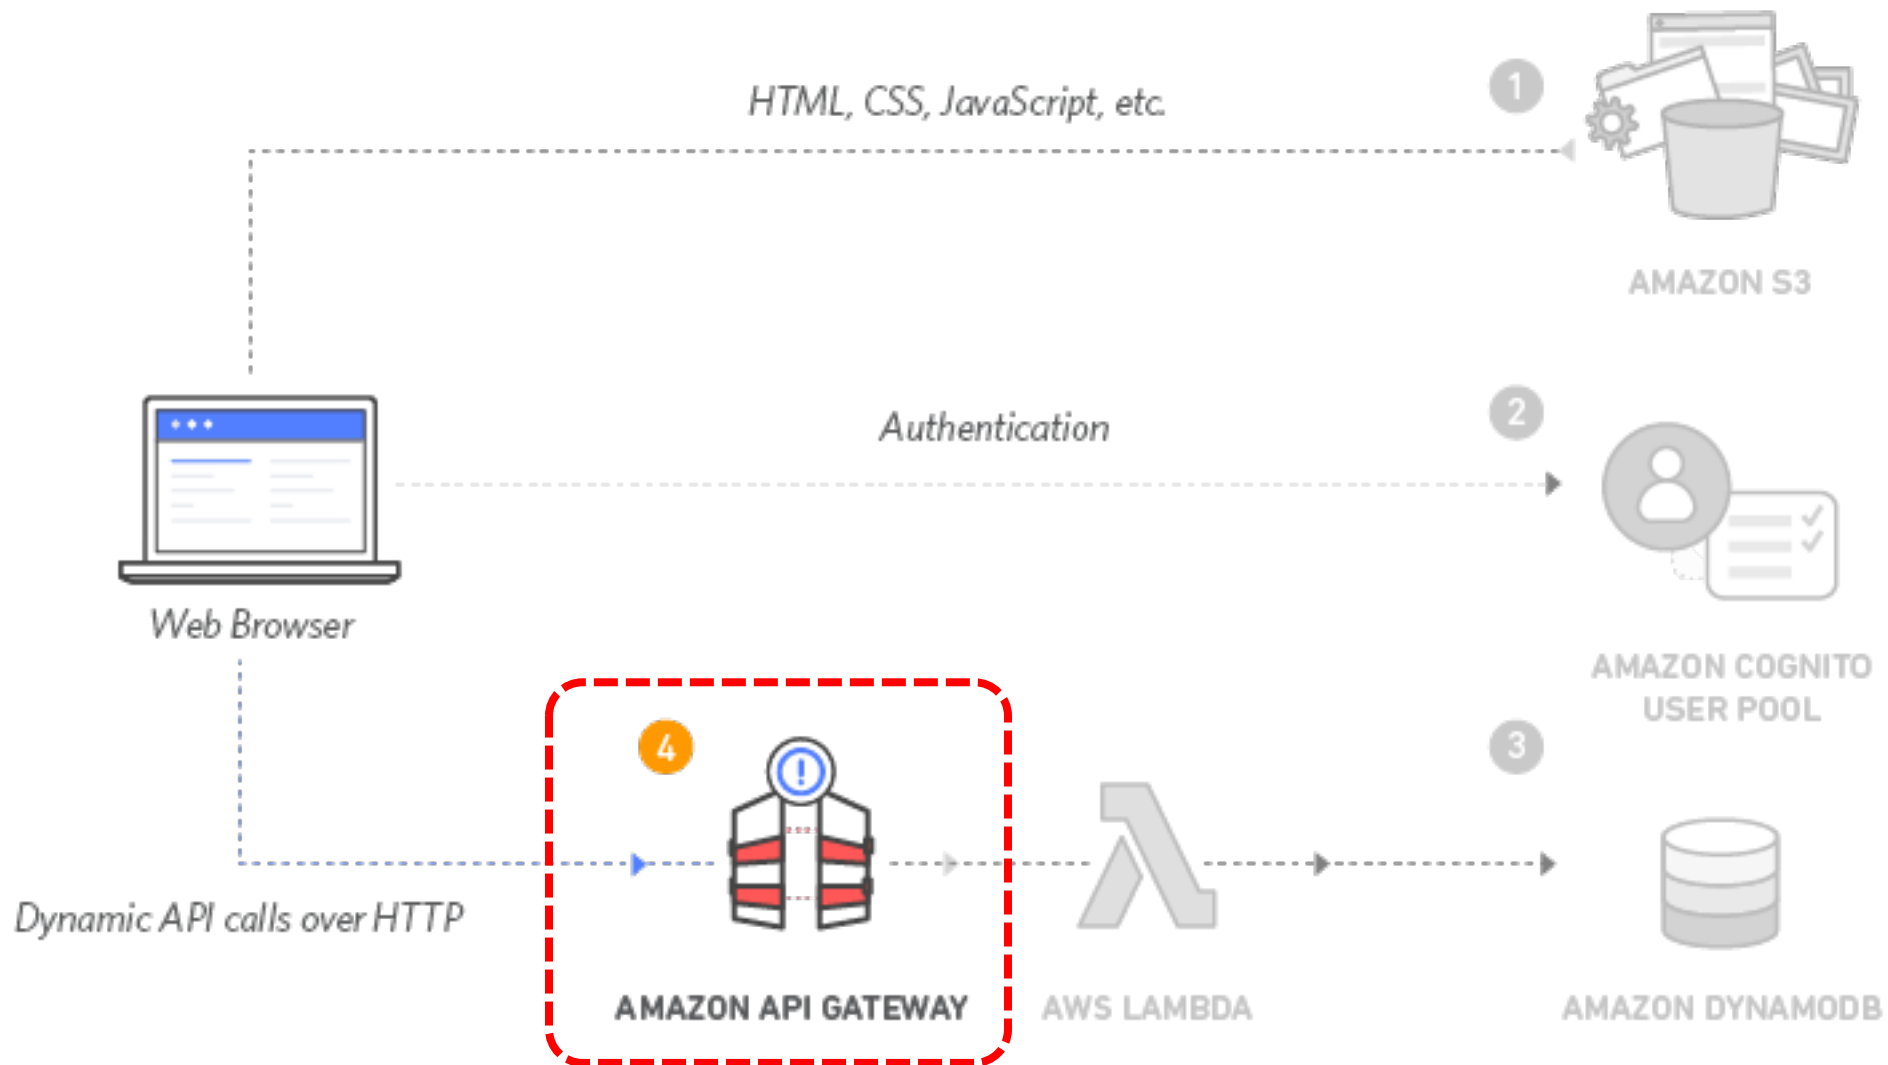 HTML, CSS, JavaScript, etc.
1
AMAZON S3
Authentication
2
Web Browser
AMAZON COGNITO
USER POOL
4
3
Dynamic API calls over HTTP
AMAZON API GATEWAY
AWS LAMBDA
AMAZON DYNAMODB